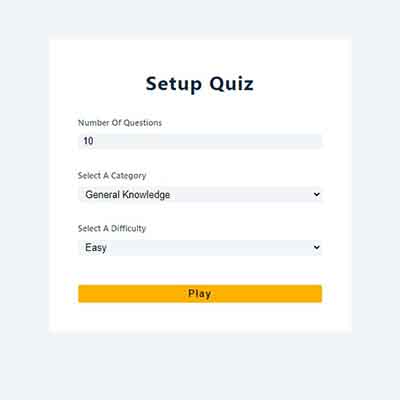 Setup Quiz
Number Of Questions
10
Select A Category
General Knowledge
Select A Difficulty
Easy
Play